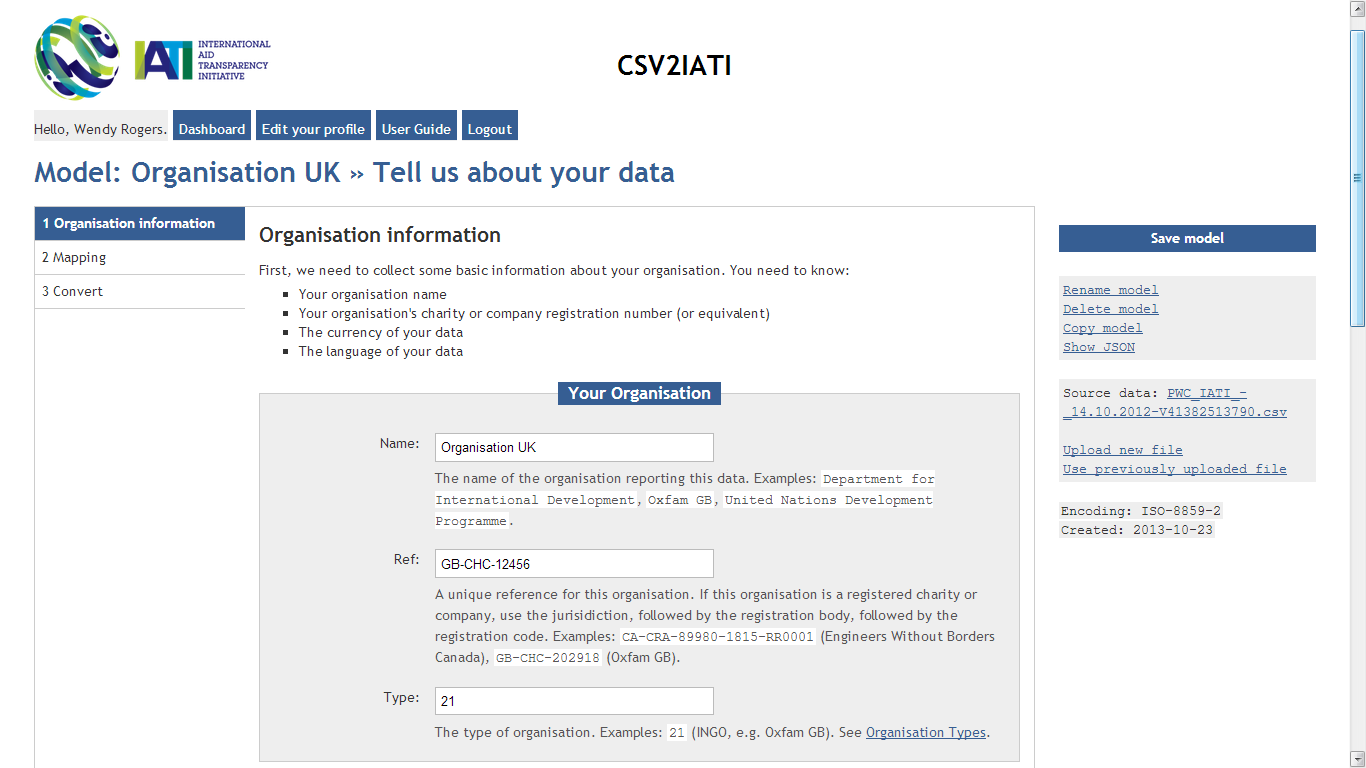 IATI
INTERNATIONAL
AID
TRANSPARENCY
INITIATIVE
CSV2IATI
Hello, Wendy Rogers.
Dashboard
Edit your profile
User Guide
Logout
Model: Organisation UK » Tell us about your data
1 Organisation information
2 Mapping
3 Convert
Organisation information
First, we need to collect some basic information about your organisation. You need to know:
Your organisation name
Your organisation's charity or company registration number (or equivalent)
The currency of your data
The language of your data
Your Organisation
Name: Organisation UK
The name of the organisation reporting this data. Examples: Department for
International Development, Oxfam GB, United Nations Development
Programme.
Ref: GB-CHC-12456
A unique reference for this organisation. If this organisation is a registered charity or
company, use the jurisidiction, followed by the registration body, followed by the
registration code. Examples: CA-CRA-89980-1815-RR0001 (Engineers Without Borders
Canada), GB-CHC-202918 (Oxfam GB).
Type: 21
The type of organisation. Examples: 21 (INGO, e.g. Oxfam GB). See Organisation Types.
Save model
Rename model
Delete model
Copy model
Show JSON
Source data: PWC_IATI_-
_14.10.2012-V41382513790.csv
Upload new file
Use previously uploaded file
Encoding: ISO-8859-2
Created: 2013-10-23